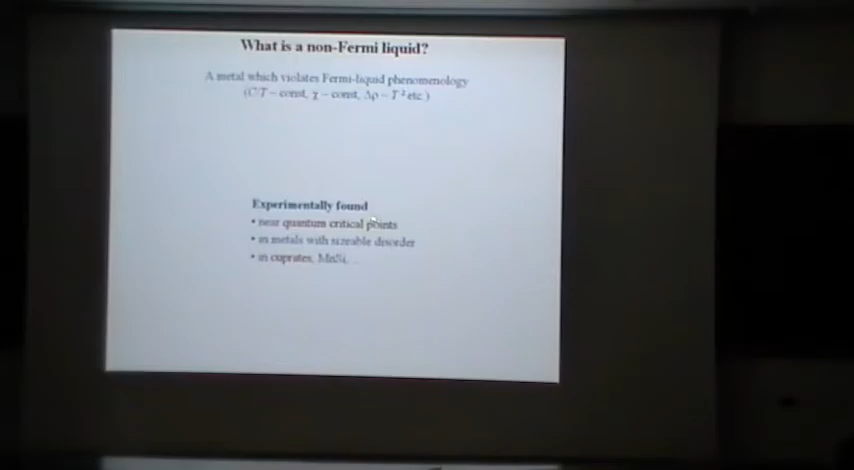 What is a non-Fermi liquid?
A metal which violates Fermi-liquid phenomenology
(C/T ~ const, χ ~ const, Δρ ~ T² etc.)
Experimentally found
• near quantum critical points
• in metals with sizeable disorder
• in cuprates, MnSi, ...